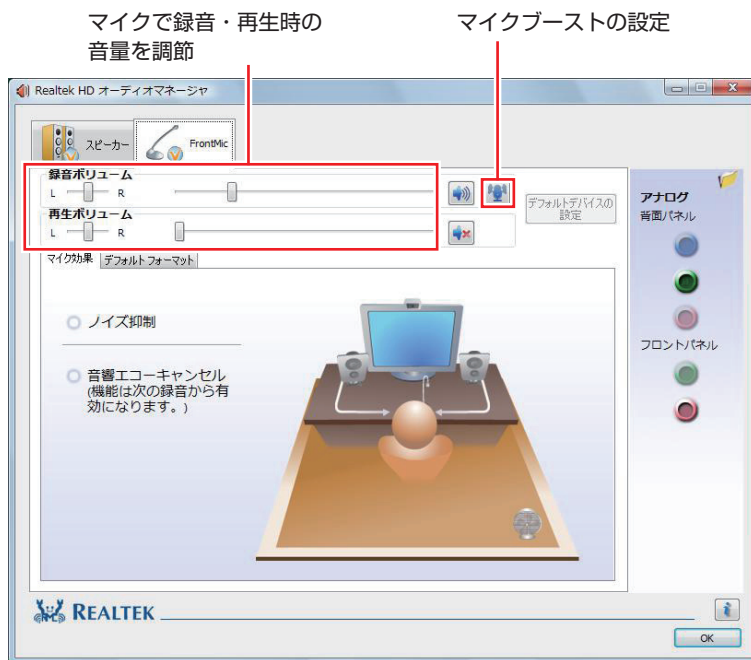 マイクで録音・再生時の
音量を調節
マイクブーストの設定
Realtek HD オーディオマネージャ
スピーカー
FrontMic
録音ボリューム
L R
再生ボリューム
L R
デフォルトデバイスの
設定
マイク効果 デフォルト フォーマット
ノイズ抑制
音響エコーキャンセル
(機能は次の録音から有
効になります。)
アナログ
背面パネル
フロントパネル
REALTEK
i
OK